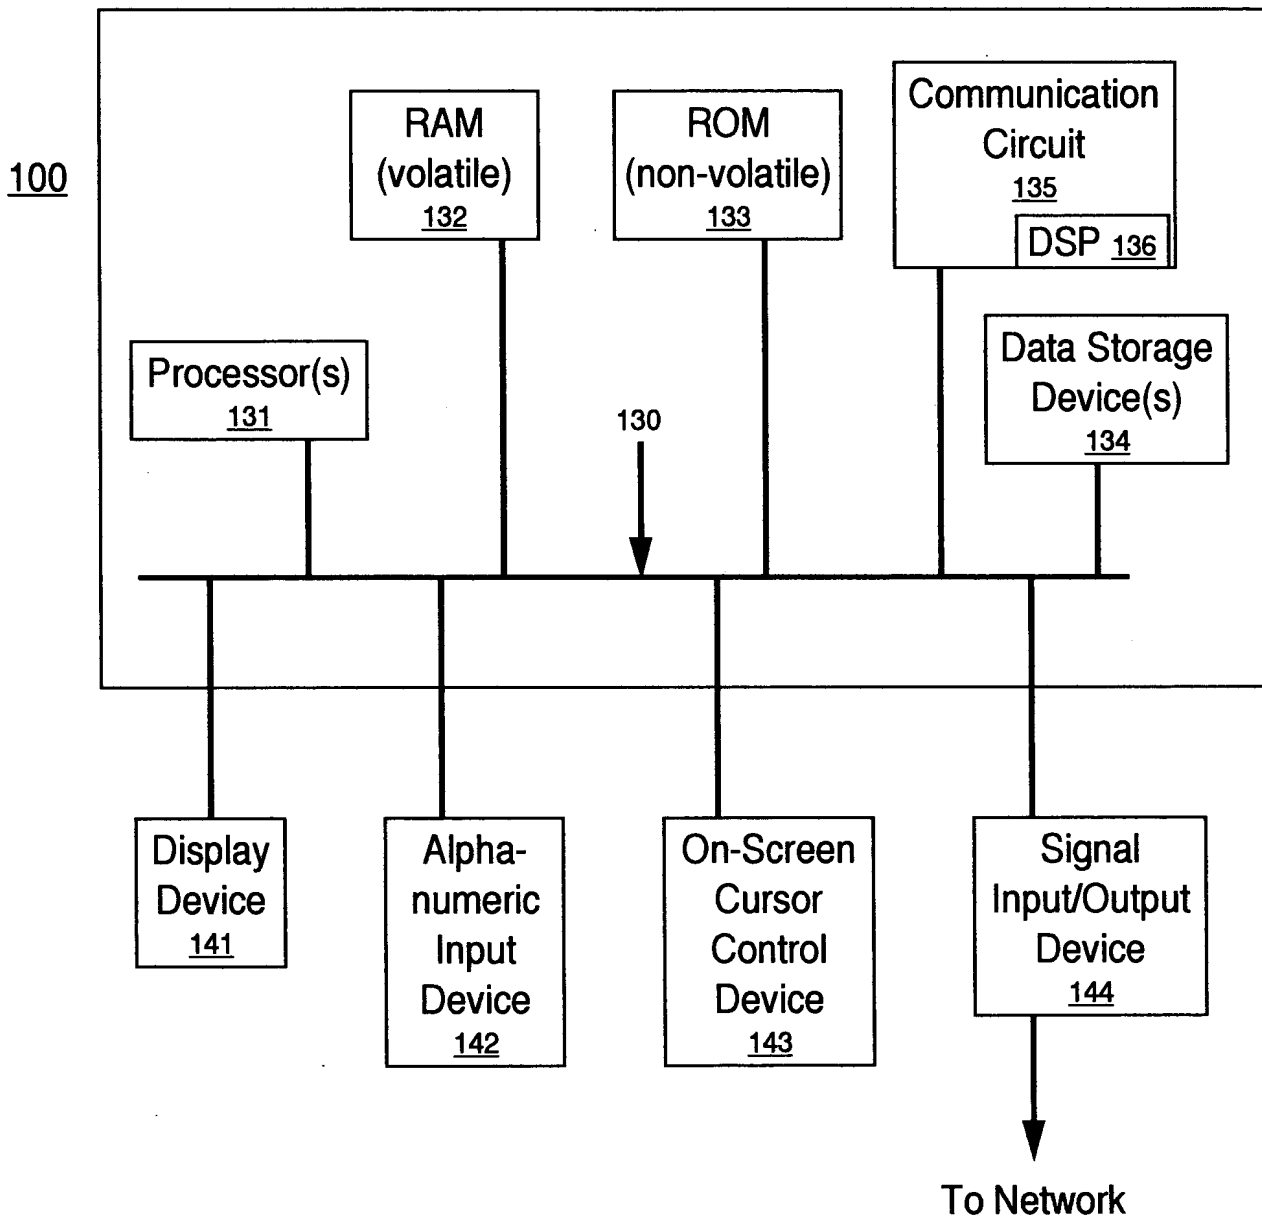 100
RAM
(volatile)
132
ROM
(non-volatile)
133
Communication
Circuit
135
DSP 136
Processor(s)
131
130
Data Storage
Device(s)
134
Display
Device
141
Alpha-
numeric
Input
Device
142
On-Screen
Cursor
Control
Device
143
Signal
Input/Output
Device
144
To Network